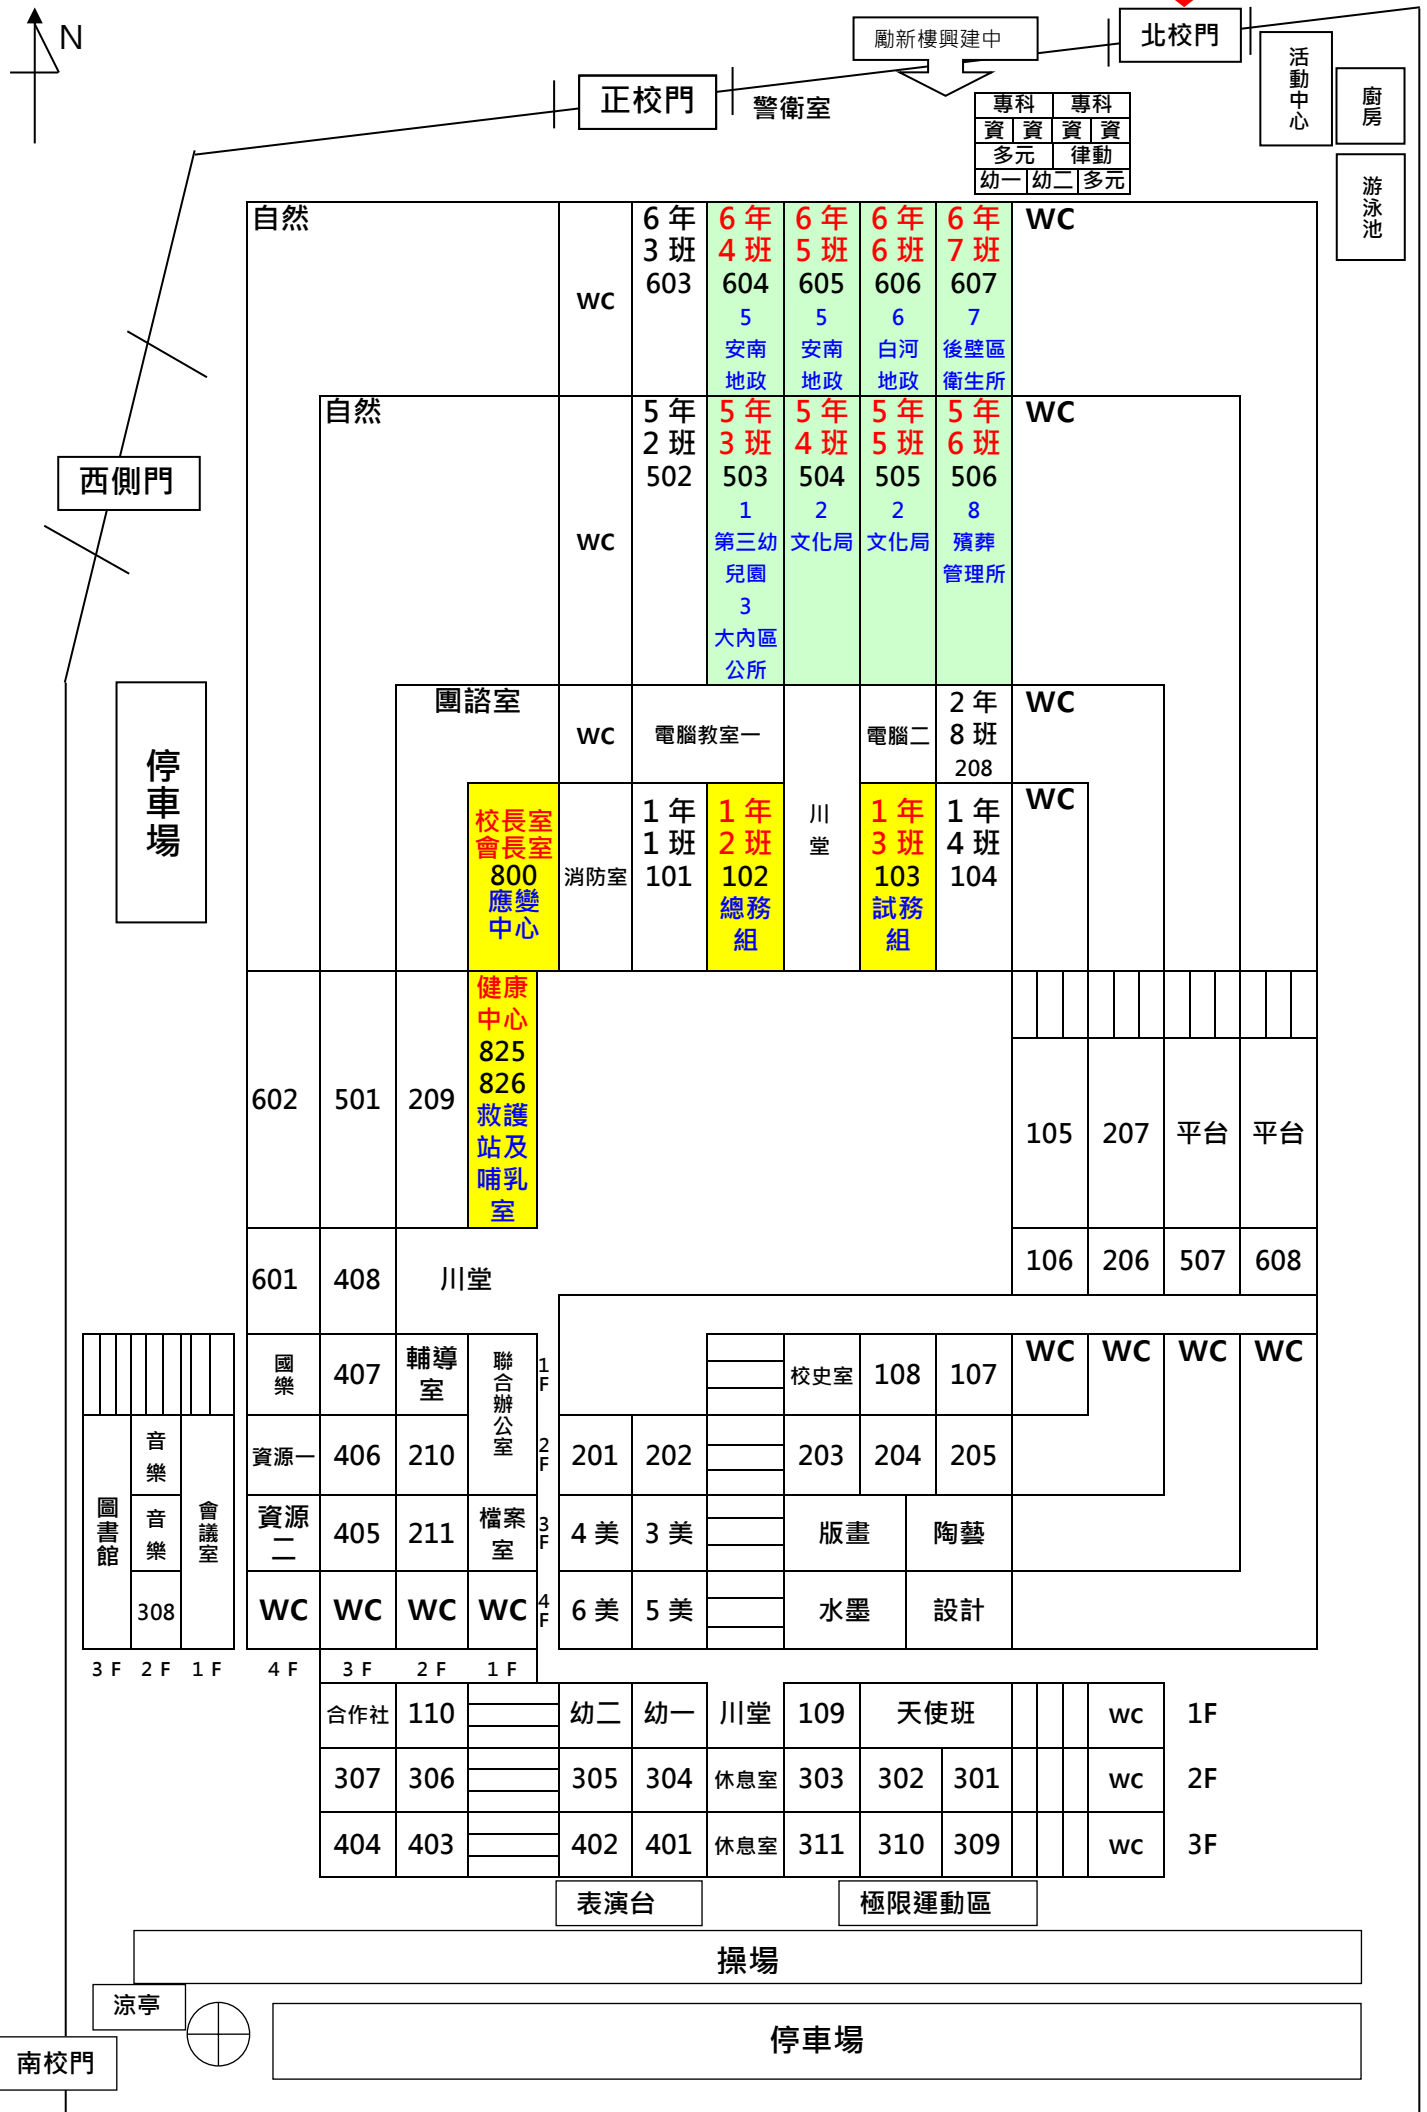 N
勵新樓興建中
北校門
正校門
警衛室
活動中心
廚房
游泳池
專科 專科
資 資 資 資
多元 律動
幼一 幼二 多元
自然
WC
6 年
3 班
603
6 年
4 班
604
5
安南
地政
6 年
5 班
605
5
安南
地政
6 年
6 班
606
6
白河
地政
6 年
7 班
607
7
後壁區
衛生所
WC
自然
WC
5 年
2 班
502
5 年
3 班
503
1
第三幼
兒園
3
大內區
公所
5 年
4 班
504
2
文化局
5 年
5 班
505
2
文化局
5 年
6 班
506
8
殯葬
管理所
WC
西側門
停車場
團諮室
WC
電腦教室一
川堂
電腦二
2 年
8 班
208
WC
校長室
會長室
800
應變
中心
消防室
1 年
1 班
101
1 年
2 班
102
總務
組
1 年
3 班
103
試務
組
1 年
4 班
104
WC
602 501 209
健康
中心
825
826
救護
站及
哺乳
室
105 207 平台 平台
601 408 川堂
106 206 507 608
國樂
407
輔導
室
聯合辦公室
1F
校史室 108 107
WC WC WC WC
圖書館
音樂
音樂
308
會議室
資源一 406 210
2F
201 202 203 204 205
資源
二
405 211
檔案
室
3F
4 美 3 美 版畫 陶藝
WC WC WC WC
4F
6 美 5 美 水墨 設計
3 F 2 F 1 F 4 F 3 F 2 F 1 F
合作社 110 幼二 幼一 川堂 109 天使班 WC 1F
307 306 305 304 休息室 303 302 301 WC 2F
404 403 402 401 休息室 311 310 309 WC 3F
表演台 極限運動區
操場
涼亭
停車場
南校門